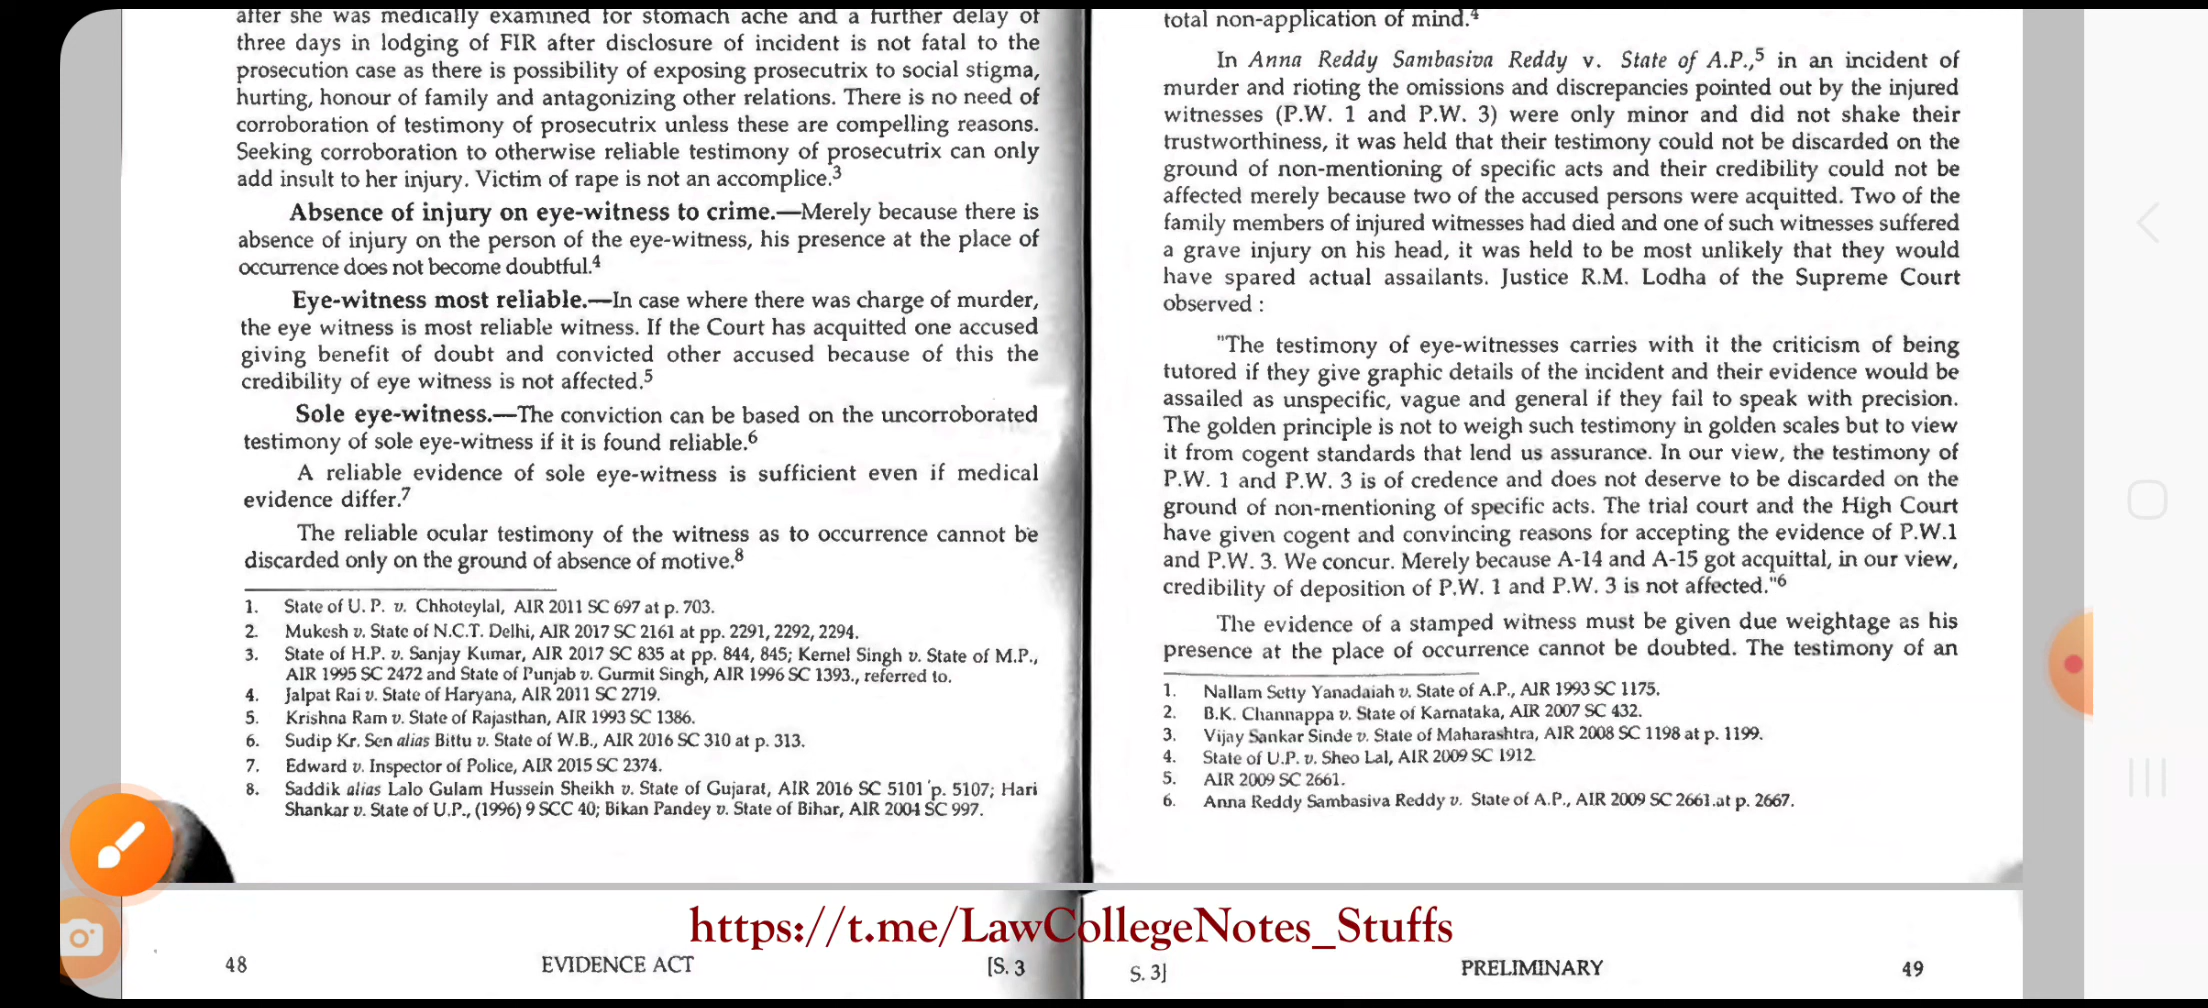 after she was medically examined for stomach ache and a further delay of
three days in lodging of FIR after disclosure of incident is not fatal to the
prosecution case as there is possibility of exposing prosecutrix to social stigma,
hurting, honour of family and antagonizing other relations. There is no need of
corroboration of testimony of prosecutrix unless these are compelling reasons.
Seeking corroboration to otherwise reliable testimony of prosecutrix can only
add insult to her injury. Victim of rape is not an accomplice.3
Absence of injury on eye-witness to crime.—Merely because there is
absence of injury on the person of the eye-witness, his presence at the place of
occurrence does not become doubtful.4
Eye-witness most reliable.—In case where there was charge of murder,
the eye witness is most reliable witness. If the Court has acquitted one accused
giving benefit of doubt and convicted other accused because of this the
credibility of eye witness is not affected.5
Sole eye-witness.—The conviction can be based on the uncorroborated
testimony of sole eye-witness if it is found reliable.6
A reliable evidence of sole eye-witness is sufficient even if medical
evidence differ.7
The reliable ocular testimony of the witness as to occurrence cannot be
discarded only on the ground of absence of motive.8
1. State of U. P. v. Chhoteylal, AIR 2011 SC 697 at p. 703.
2. Mukesh v. State of N.C.T. Delhi, AIR 2017 SC 2161 at pp. 2291, 2292, 2294.
3. State of H.P. v. Sanjay Kumar, AIR 2017 SC 835 at pp. 844, 845; Kernel Singh v. State of M.P.,
AIR 1995 SC 2472 and State of Punjab v. Gurmit Singh, AIR 1996 SC 1393., referred to.
4. Jalpat Rai v. State of Haryana, AIR 2011 SC 2719.
5. Krishna Ram v. State of Rajasthan, AIR 1993 SC 1386.
6. Sudip Kr. Sen alias Bittu v. State of W.B., AIR 2016 SC 310 at p. 313.
7. Edward v. Inspector of Police, AIR 2015 SC 2374.
8. Saddik alias Lalo Gulam Hussein Sheikh v. State of Gujarat, AIR 2016 SC 5101 p. 5107; Hari
Shankar v. State of U.P., (1996) 9 SCC 40; Bikan Pandey v. State of Bihar, AIR 2004 SC 997.
total non-application of mind.4
In Anna Reddy Sambasiva Reddy v. State of A.P.,5 in an incident of
murder and rioting the omissions and discrepancies pointed out by the injured
witnesses (P.W. 1 and P.W. 3) were only minor and did not shake their
trustworthiness, it was held that their testimony could not be discarded on the
ground of non-mentioning of specific acts and their credibility could not be
affected merely because two of the accused persons were acquitted. Two of the
family members of injured witnesses had died and one of such witnesses suffered
a grave injury on his head, it was held to be most unlikely that they would
have spared actual assailants. Justice R.M. Lodha of the Supreme Court
observed :
"The testimony of eye-witnesses carries with it the criticism of being
tutored if they give graphic details of the incident and their evidence would be
assailed as unspecific, vague and general if they fail to speak with precision.
The golden principle is not to weigh such testimony in golden scales but to view
it from cogent standards that lend us assurance. In our view, the testimony of
P.W. 1 and P.W. 3 is of credence and does not deserve to be discarded on the
ground of non-mentioning of specific acts. The trial court and the High Court
have given cogent and convincing reasons for accepting the evidence of P.W.1
and P.W. 3. We concur. Merely because A-14 and A-15 got acquittal, in our view,
credibility of deposition of P.W. 1 and P.W. 3 is not affected."6
The evidence of a stamped witness must be given due weightage as his
presence at the place of occurrence cannot be doubted. The testimony of an
1. Nallam Setty Yanadaiah v. State of A.P., AIR 1993 SC 1175.
2. B.K. Channappa v. State of Karnataka, AIR 2007 SC 432.
3. Vijay Sankar Sinde v. State of Maharashtra, AIR 2008 SC 1198 at p. 1199.
4. State of U.P. v. Sheo Lal, AIR 2009 SC 1912.
5. AIR 2009 SC 2661.
6. Anna Reddy Sambasiva Reddy v. State of A.P., AIR 2009 SC 2661.at p. 2667.
https://t.me/LawCollegeNotes_Stuffs
48 EVIDENCE ACT [S. 3
S. 3] PRELIMINARY 49